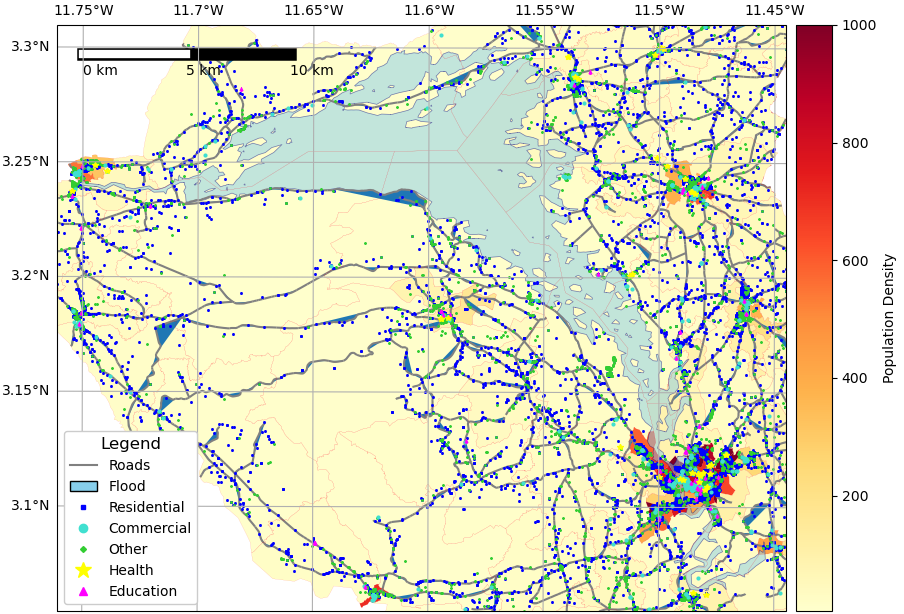 11.75°W 11.7°W 11.65°W 11.6°W 11.55°W 11.5°W 11.45°W
3.3°N
3.25°N
3.2°N
3.15°N
3.1°N
0 km 5 km 10 km
Legend
Roads
Flood
Residential
Commercial
Other
Health
Education
1000
800
600
400
200
Population Density